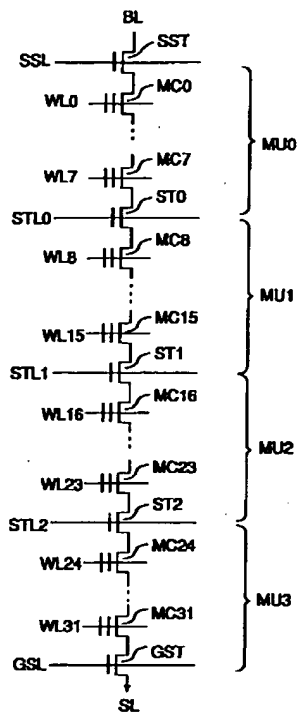 BL
SST
SSL
MC0
WL0
MU0
MC7
WL7
ST0
STL0
MC8
WL8
MU1
MC15
WL15
ST1
STL1
MC16
WL16
MU2
MC23
WL23
ST2
STL2
MC24
WL24
MU3
MC31
WL31
GST
GSL
SL